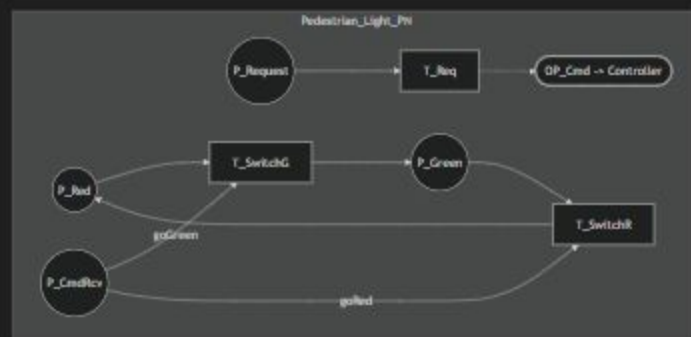 Pedestrian_Light_PN
P_Request
T_Req
OP_Cmd -> Controller
T_SwitchG
P_Green
P_Red
T_SwitchR
goGreen
P_CmdRcv
goRed